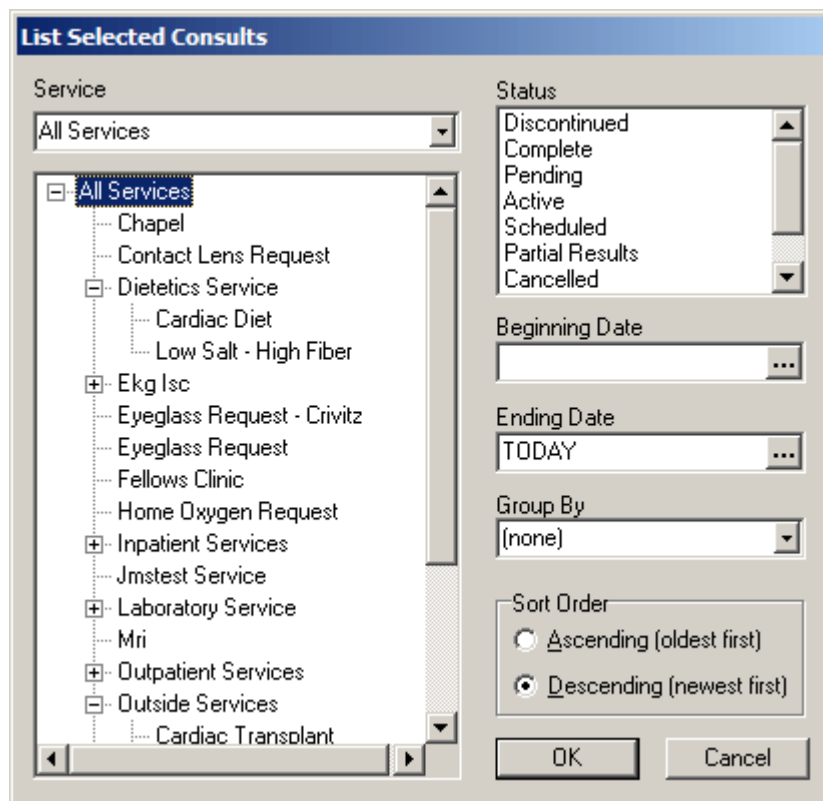 List Selected Consults
Service
All Services
All Services
Chapel
Contact Lens Request
Dietetics Service
Cardiac Diet
Low Salt - High Fiber
Ekg Isc
Eyeglass Request - Crivitz
Eyeglass Request
Fellows Clinic
Home Oxygen Request
Inpatient Services
Jmstest Service
Laboratory Service
Mri
Outpatient Services
Outside Services
Cardiac Transplant
Status
Discontinued
Complete
Pending
Active
Scheduled
Partial Results
Cancelled
Beginning Date
...
Ending Date
TODAY ...
Group By
(none)
Sort Order
Ascending (oldest first)
Descending (newest first)
OK Cancel